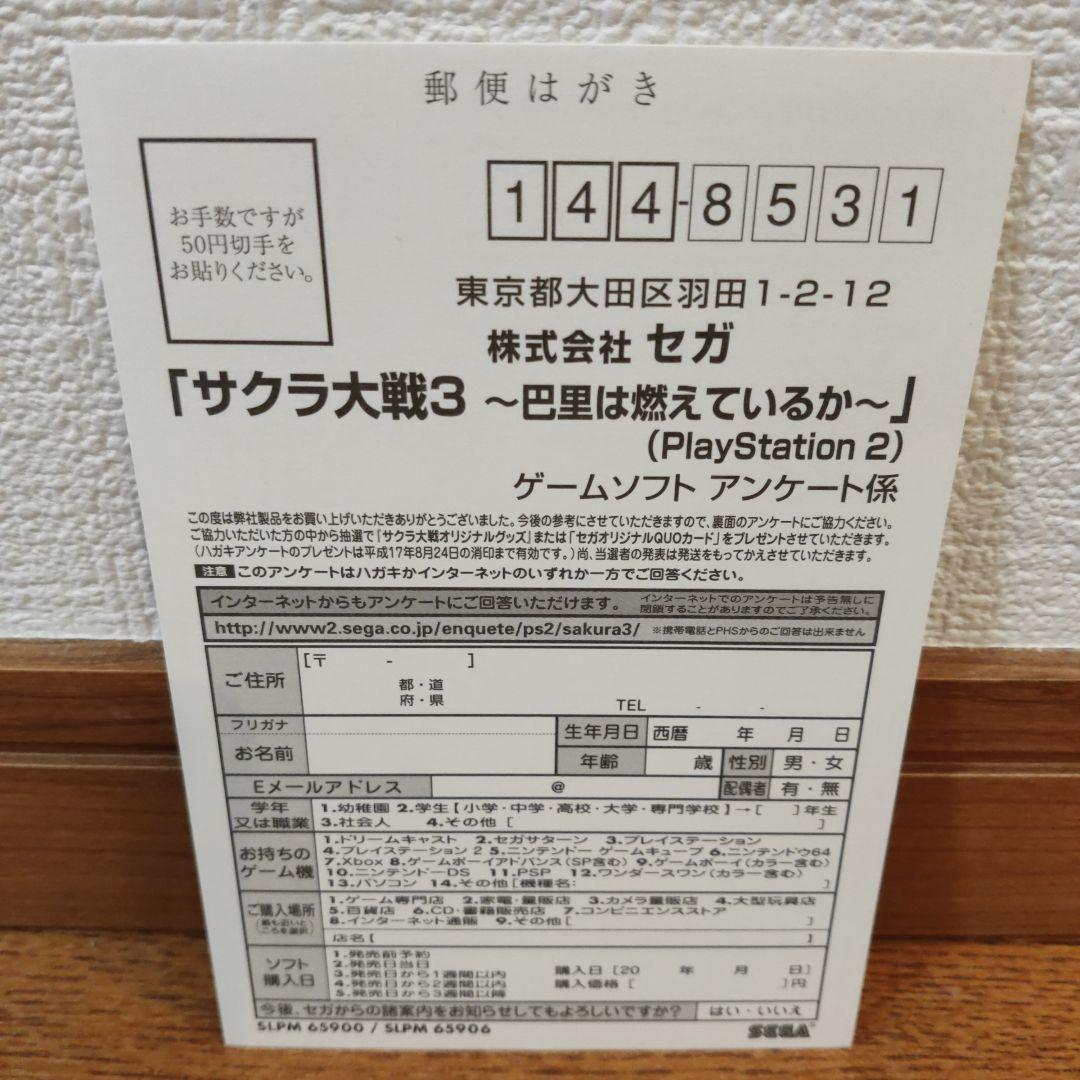 郵便はがき
お手数ですが
50円切手を
お貼りください。
144-8531
東京都大田区羽田1-2-12
株式会社 セガ
「サクラ大戦3 ～巴里は燃えているか～」
(PlayStation 2)
ゲームソフト アンケート係
この度は弊社製品をお買い上げいただきありがとうございました。今後の参考にさせていただきますので、裏面のアンケートにご協力ください。
ご協力いただいた方の中から抽選で『サクラ大戦オリジナルグッズ』または「セガオリジナルQUOカード」をプレゼントさせていただきます。
(ハガキアンケートのプレゼントは平成17年8月24日の消印まで有効です。)尚、当選者の発表は発送をもってかえさせていただきます。
注意 このアンケートはハガキかインターネットのいずれか一方でご回答ください。
インターネットからもアンケートにご回答いただけます。 インターネットでのアンケートは予告無しに
閉鎖することがありますのでご了承ください。
http://www2.sega.co.jp/enquete/ps2/sakura3/ ※携帯電話とPHSからのご回答は出来ません
ご住所 [〒 - ]
都・道
府・県
TEL - -
フリガナ
お名前
生年月日 西暦 年 月 日
年齢 歳 性別 男・女
Eメールアドレス @ 配偶者 有・無
学年
又は職業
1.幼稚園 2.学生【小学・中学・高校・大学・専門学校】→[ ]年生
3.社会人 4.その他[ ]
お持ちの
ゲーム機
1.ドリームキャスト 2.セガサターン 3.プレイステーション
4.プレイステーション2 5.ニンテンドー ゲームキューブ 6.ニンテンドウ64
7.Xbox 8.ゲームボーイアドバンス(SP含む) 9.ゲームボーイ(カラー含む)
10.ニンテンドーDS 11.PSP 12.ワンダースワン(カラー含む)
13.パソコン 14.その他[機種名: ]
ご購入場所
(最も近いと
ころを選択)
1.ゲーム専門店 2.家電・量販店 3.カメラ量販店 4.大型玩具店
5.百貨店 6.CD・書籍販売店 7.コンビニエンスストア
8.インターネット通販 9.その他[ ]
店名[ ]
ソフト
購入日
1.発売前予約
2.発売日当日
3.発売日から1週間以内
4.発売日から2週間以内
5.発売日から3週間以降
購入日[20 年 月 日]
購入価格[ ]円
今後、セガからの諸案内をお知らせしてもよろしいですか? はい・いいえ
SLPM 65900 / SLPM 65906
SEGA